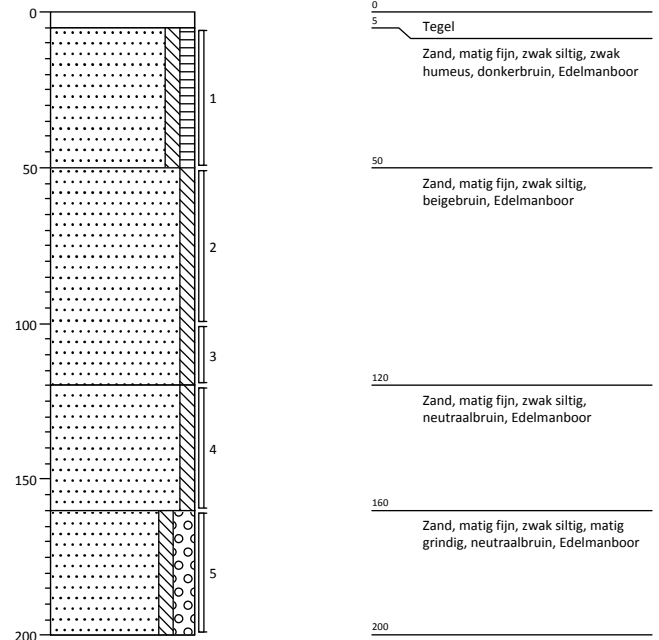 0
50
100
150
200
1
2
3
4
5
0
5
Tegel
Zand, matig fijn, zwak siltig, zwak
humeus, donkerbruin, Edelmanboor
50
Zand, matig fijn, zwak siltig,
beigebruin, Edelmanboor
120
Zand, matig fijn, zwak siltig,
neutraalbruin, Edelmanboor
160
Zand, matig fijn, zwak siltig, matig
grindig, neutraalbruin, Edelmanboor
200